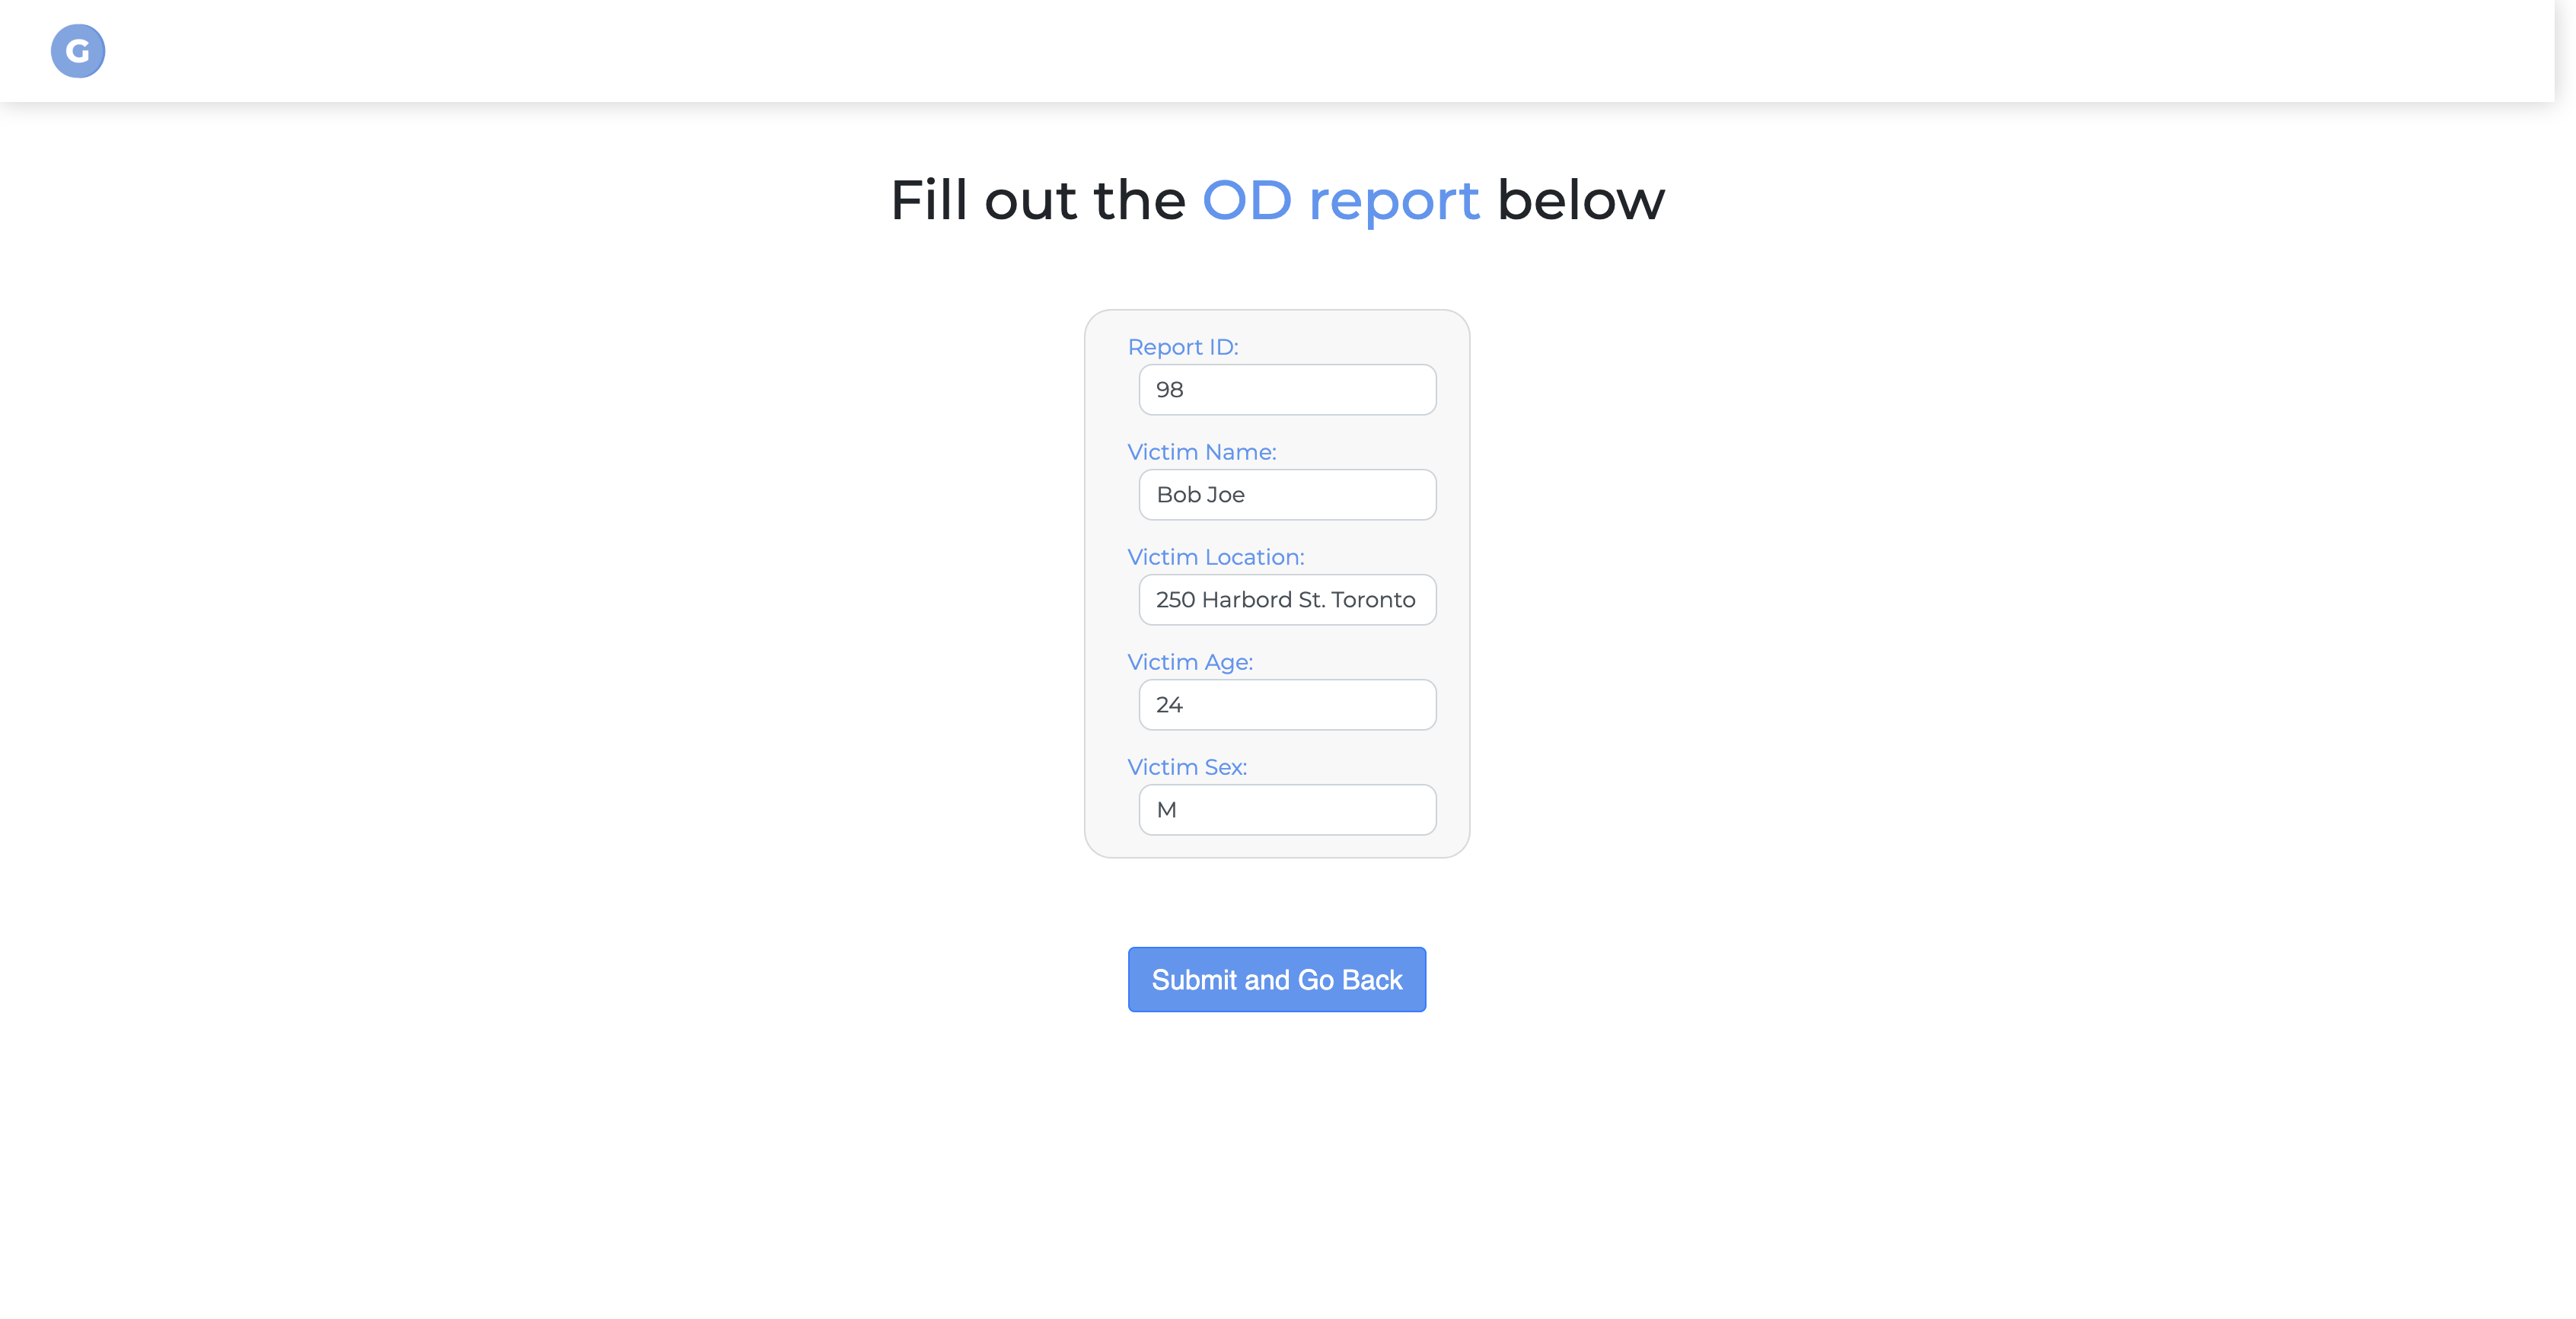 G
Fill out the OD report below
Report ID:
98
Victim Name:
Bob Joe
Victim Location:
250 Harbord St. Toronto
Victim Age:
24
Victim Sex:
M
Submit and Go Back